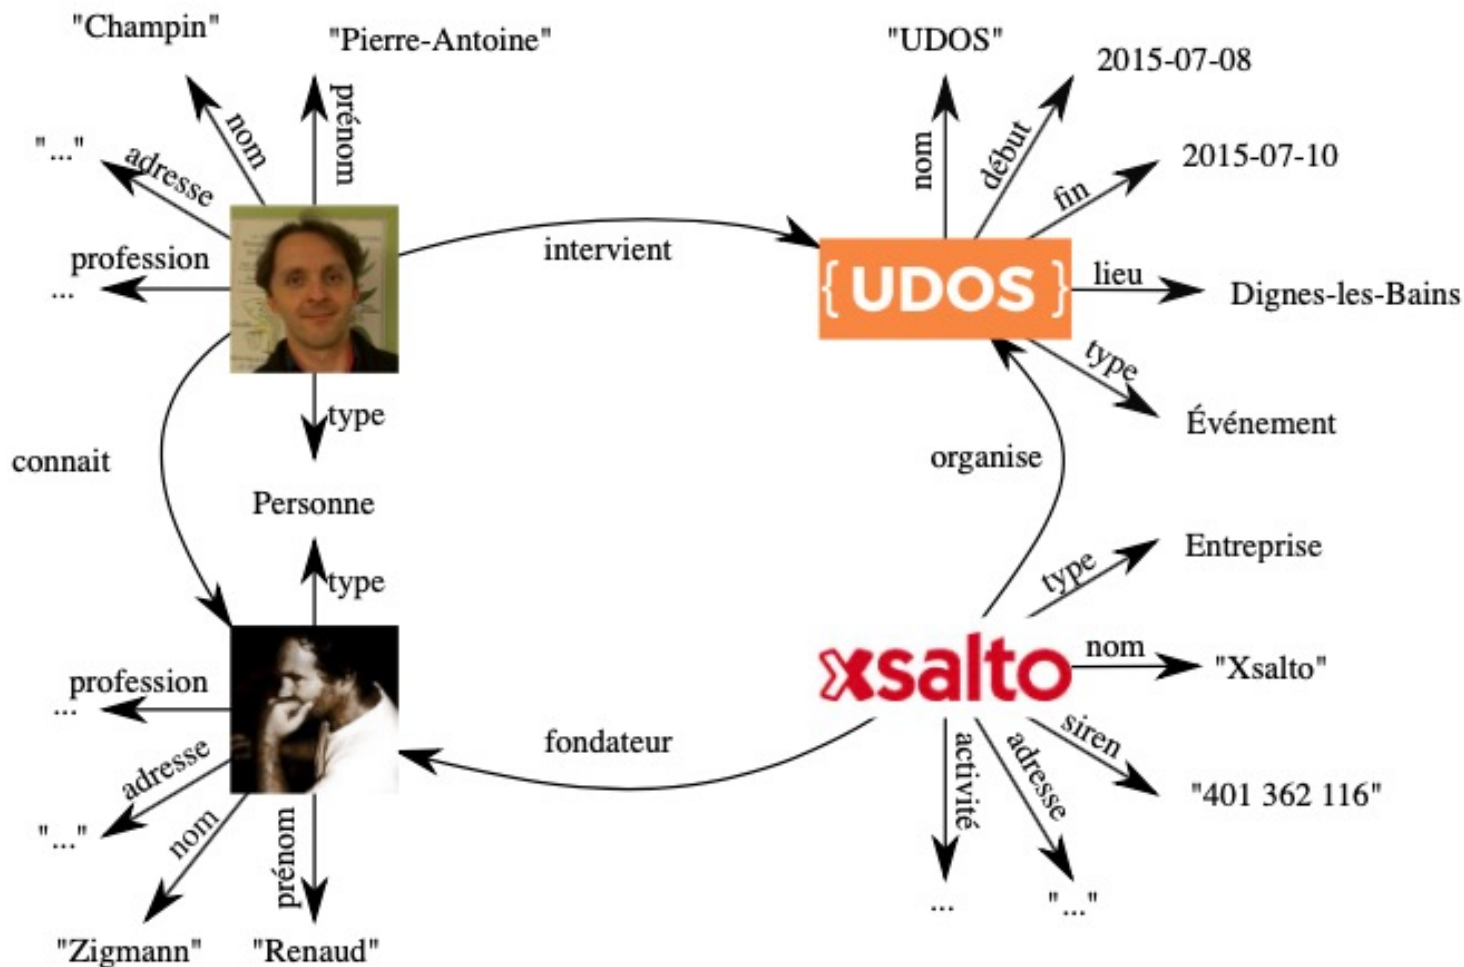 "Champin"
"Pierre-Antoine"
"UDOS"
2015-07-08
prénom
nom
nom
début
"..."
adresse
fin
2015-07-10
profession
...
intervient
{ UDOS }
lieu
Dignes-les-Bains
type
type
Événement
connait
organise
Personne
type
type
Entreprise
profession
...
xsalto
nom
"Xsalto"
adresse
fondateur
siren
"..."
nom
prénom
activité
adresse
"401 362 116"
...
"..."
"Zigmann"
"Renaud"